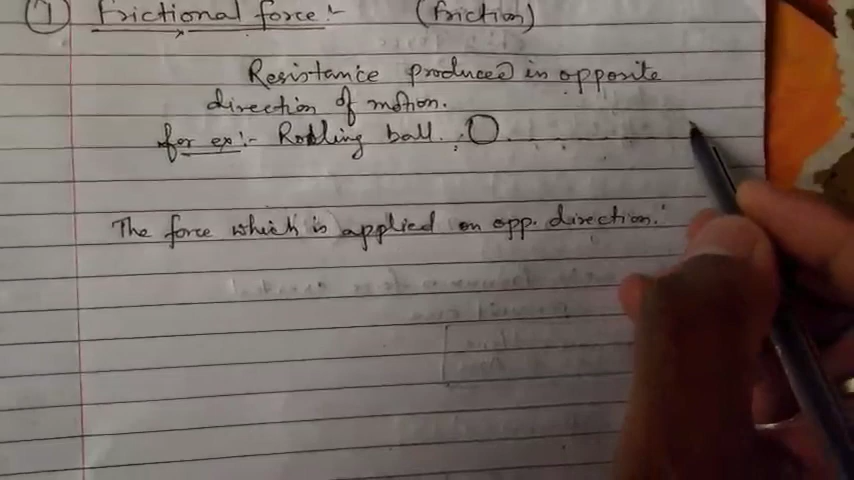 ① Frictional force :- (Friction)
Resistance produced in opposite
direction of motion.
for ex :- Rolling ball.
The force which is applied on opp. direction.